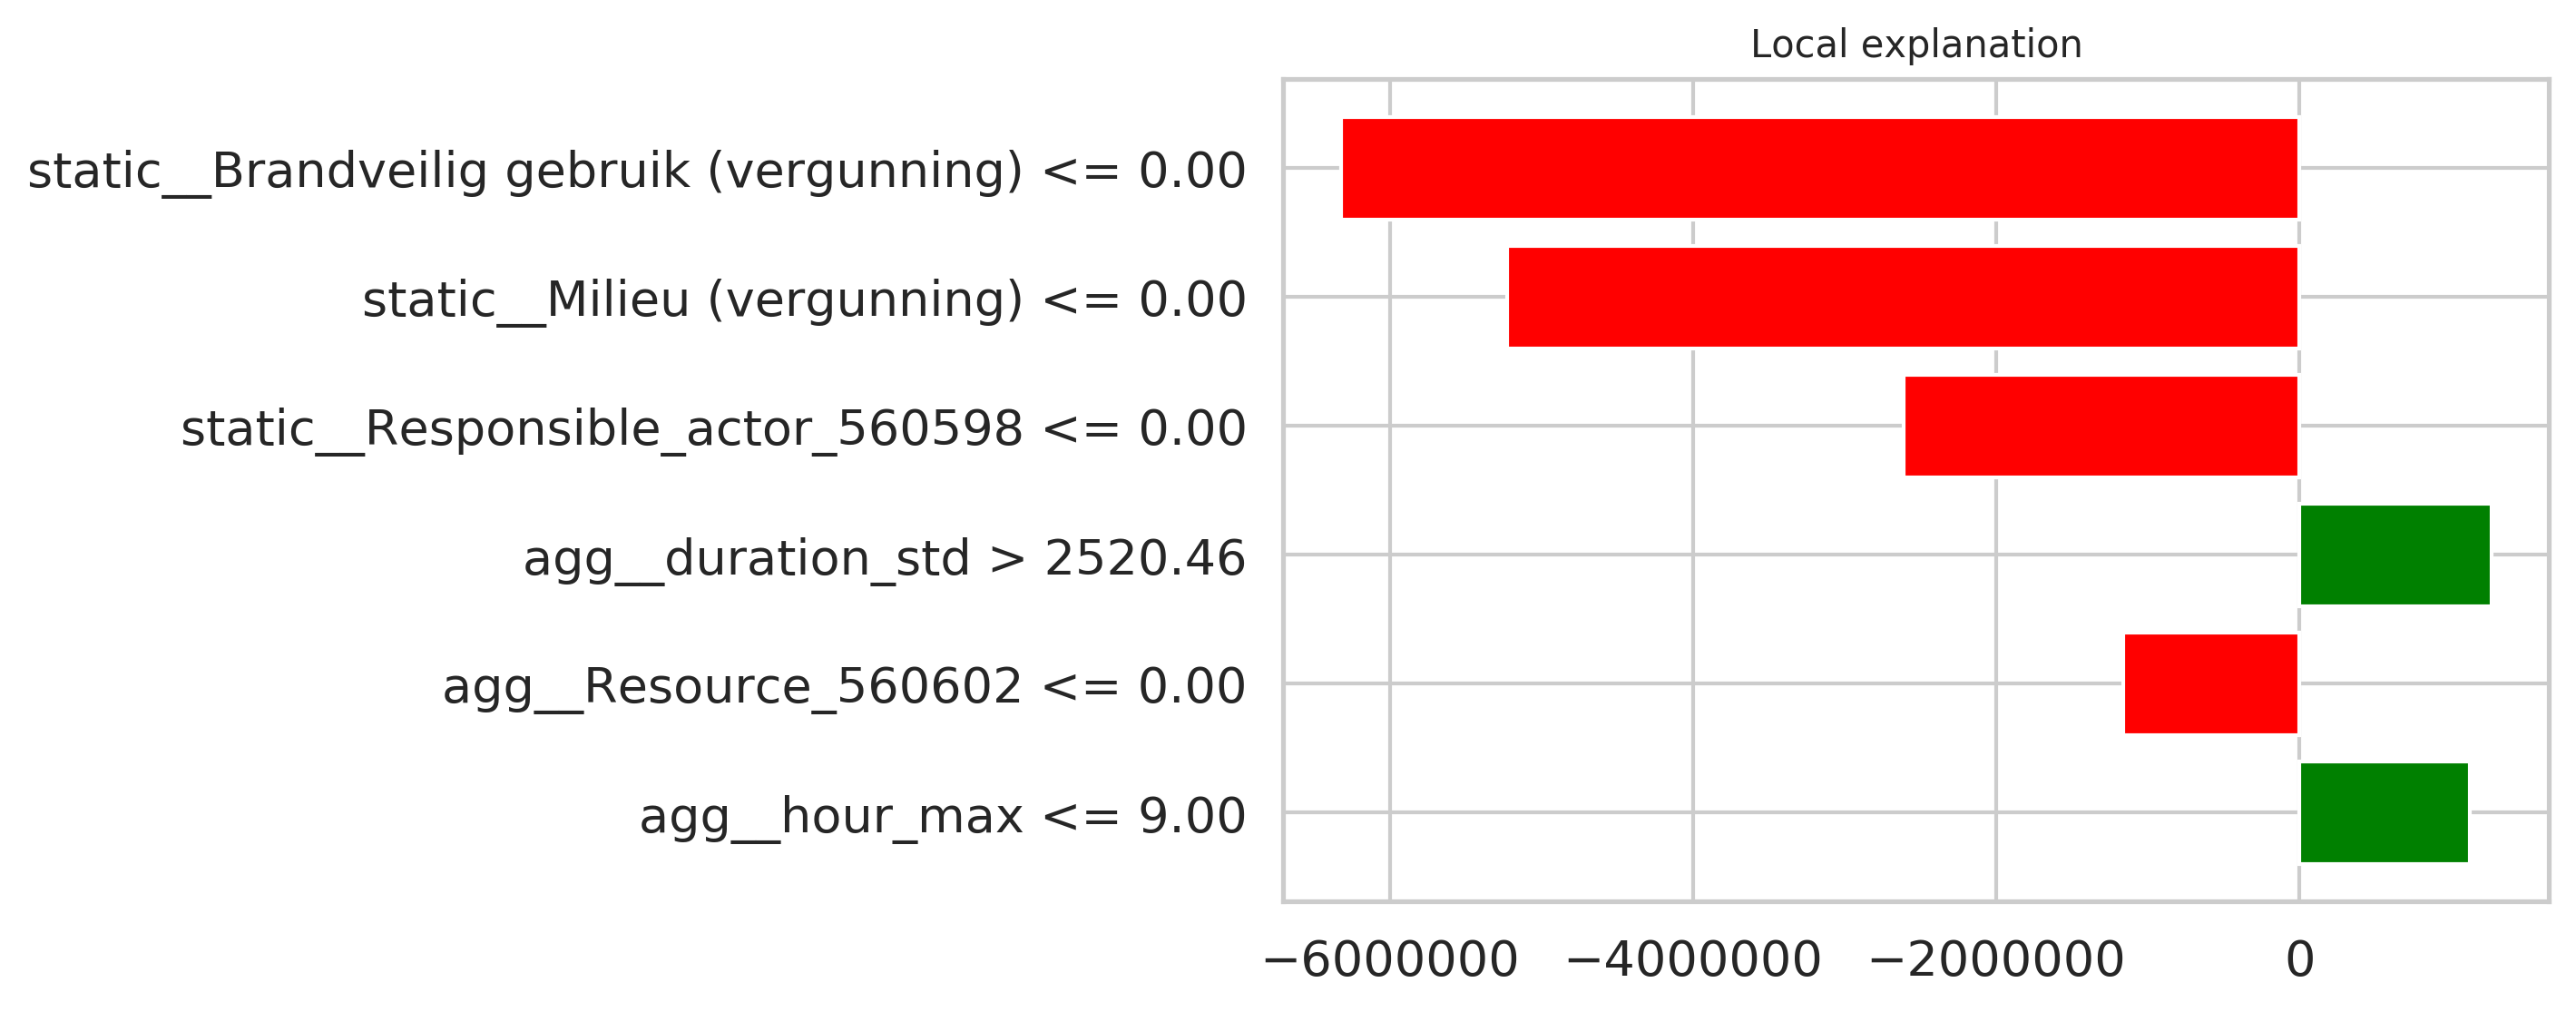 Local explanation
static__Brandveilig gebruik (vergunning) <= 0.00
static__Milieu (vergunning) <= 0.00
static__Responsible_actor_560598 <= 0.00
agg__duration_std > 2520.46
agg__Resource_560602 <= 0.00
agg__hour_max <= 9.00
−6000000 −4000000 −2000000 0